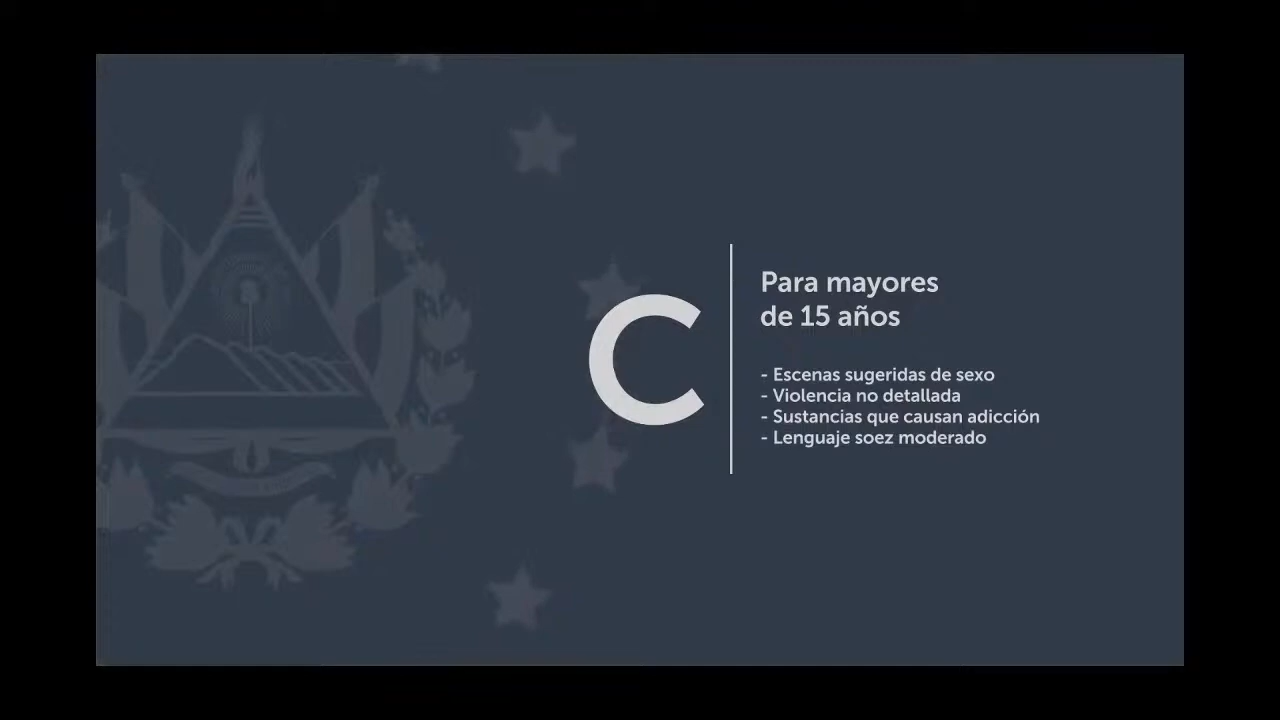 C
Para mayores
de 15 años
- Escenas sugeridas de sexo
- Violencia no detallada
- Sustancias que causan adicción
- Lenguaje soez moderado